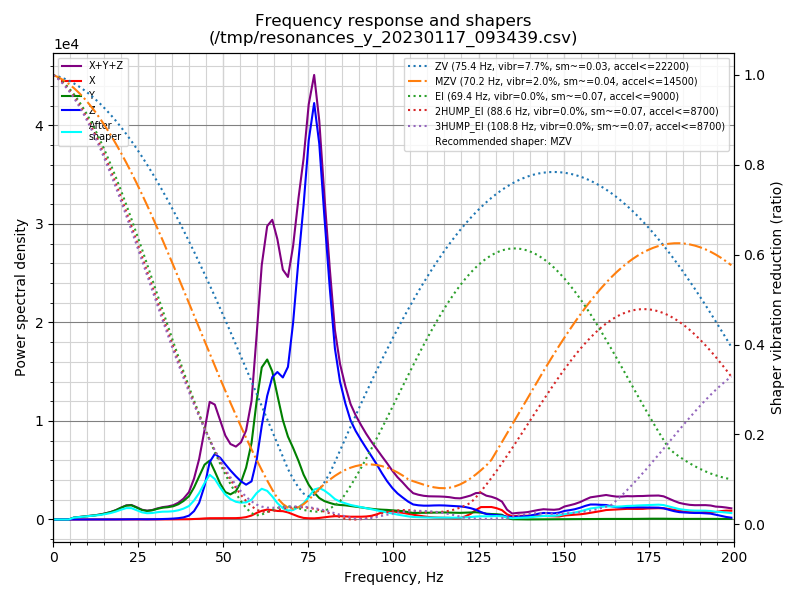 Frequency response and shapers
(/tmp/resonances_y_20230117_093439.csv)
1e4
X+Y+Z
X
Y
Z
After
shaper
ZV (75.4 Hz, vibr=7.7%, sm~=0.03, accel<=22200)
MZV (70.2 Hz, vibr=2.0%, sm~=0.04, accel<=14500)
EI (69.4 Hz, vibr=0.0%, sm~=0.07, accel<=9000)
2HUMP_EI (88.6 Hz, vibr=0.0%, sm~=0.07, accel<=8700)
3HUMP_EI (108.8 Hz, vibr=0.0%, sm~=0.07, accel<=8700)
Recommended shaper: MZV
Power spectral density
4
3
2
1
0
Shaper vibration reduction (ratio)
1.0
0.8
0.6
0.4
0.2
0.0
0 25 50 75 100 125 150 175 200
Frequency, Hz